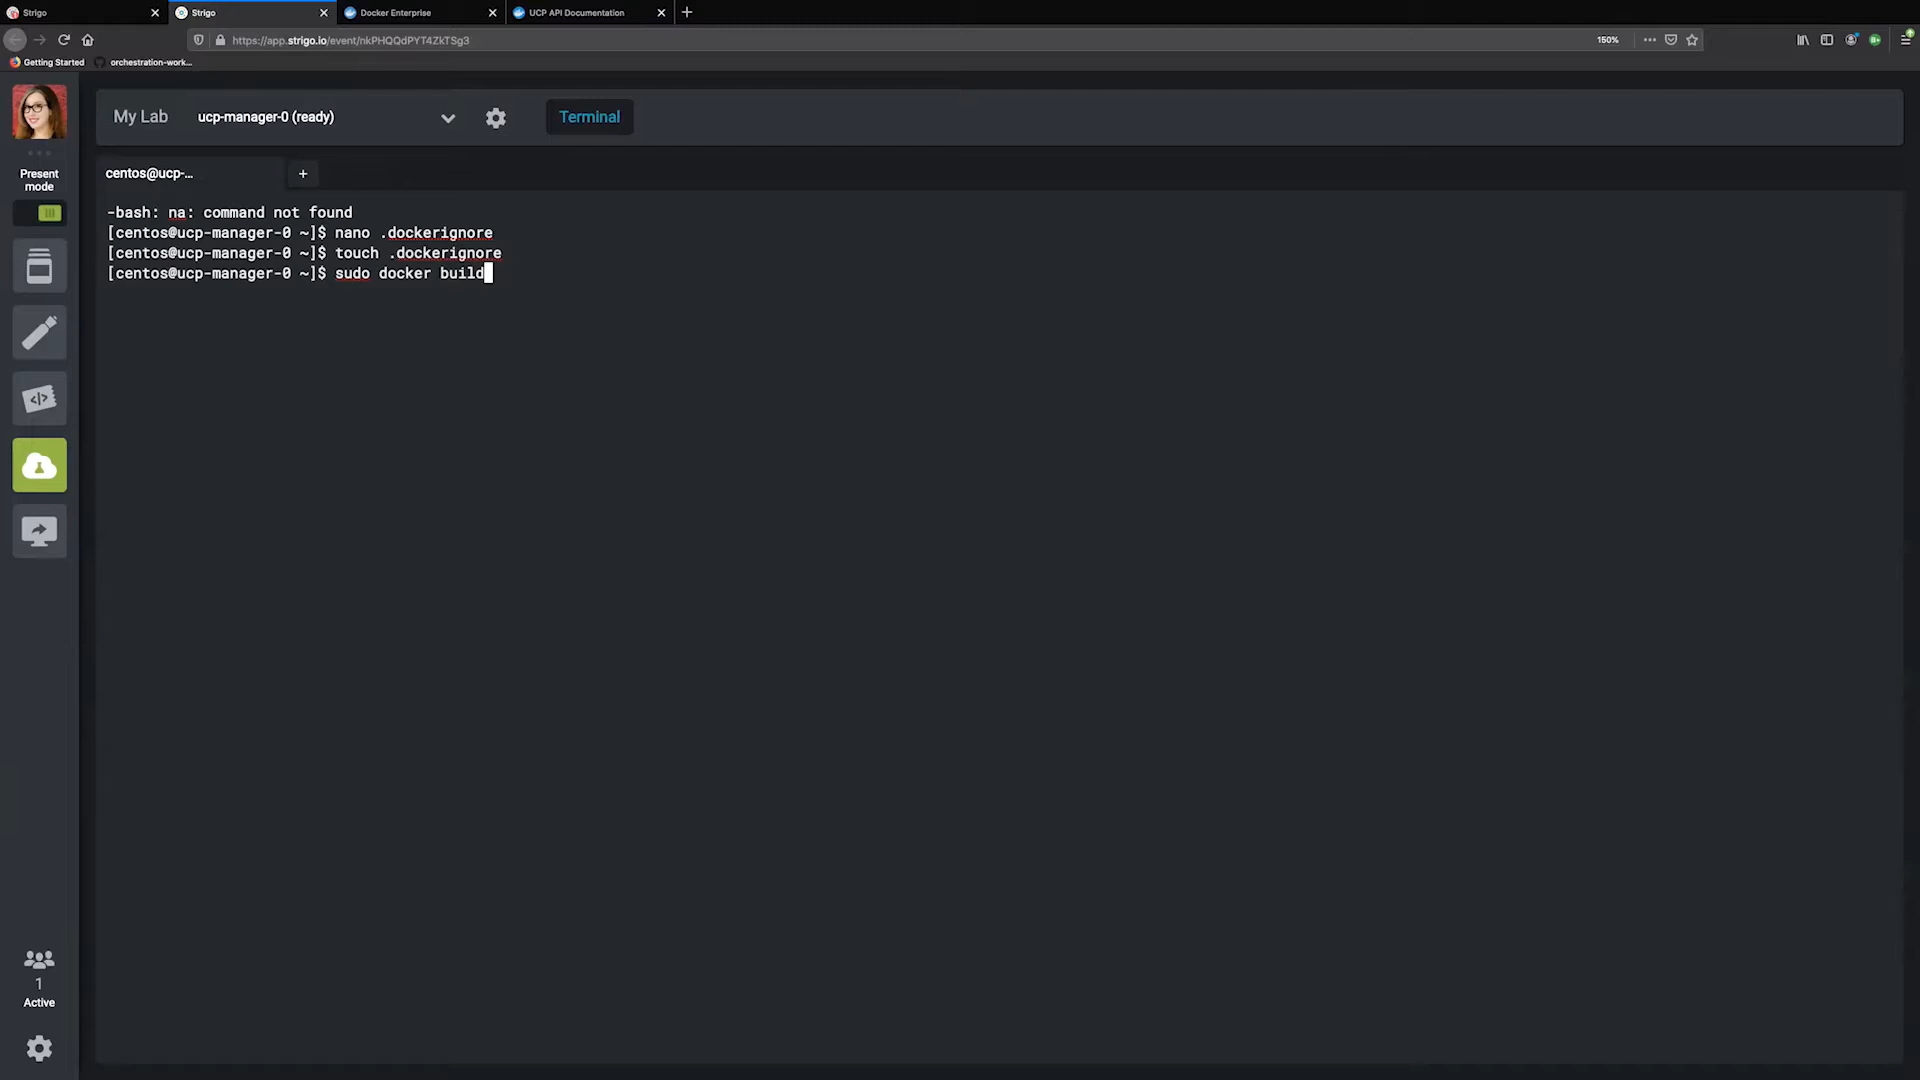 Strigo
Strigo
Docker Enterprise
UCP API Documentation
https://app.strigo.io/event/nkPHQQdPYT4ZkTSg3
150%
Getting Started
orchestration-work...
My Lab
ucp-manager-0 (ready)
Terminal
Present
mode
centos@ucp-...
+
-bash: na: command not found
[centos@ucp-manager-0 ~]$ nano .dockerignore
[centos@ucp-manager-0 ~]$ touch .dockerignore
[centos@ucp-manager-0 ~]$ sudo docker build
1
Active